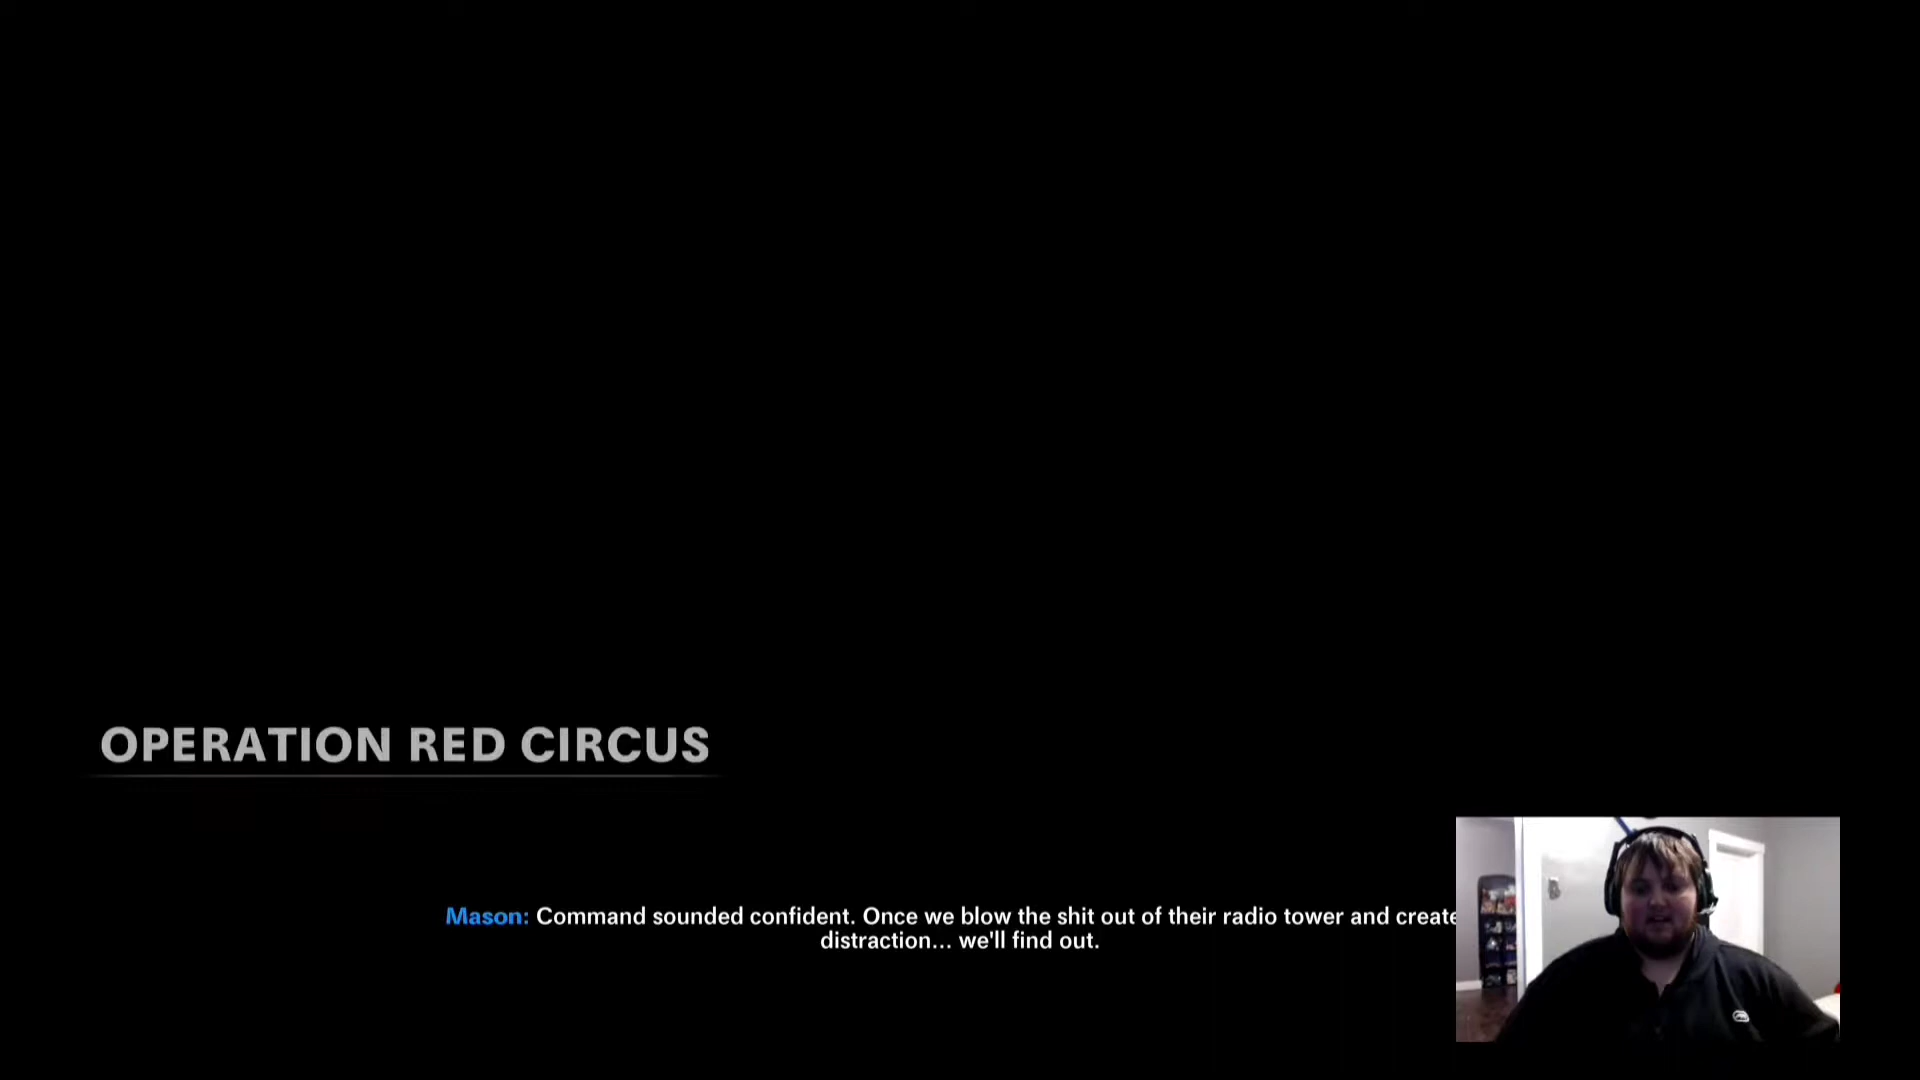 OPERATION RED CIRCUS
Mason: Command sounded confident. Once we blow the shit out of their radio tower and create
distraction... we'll find out.